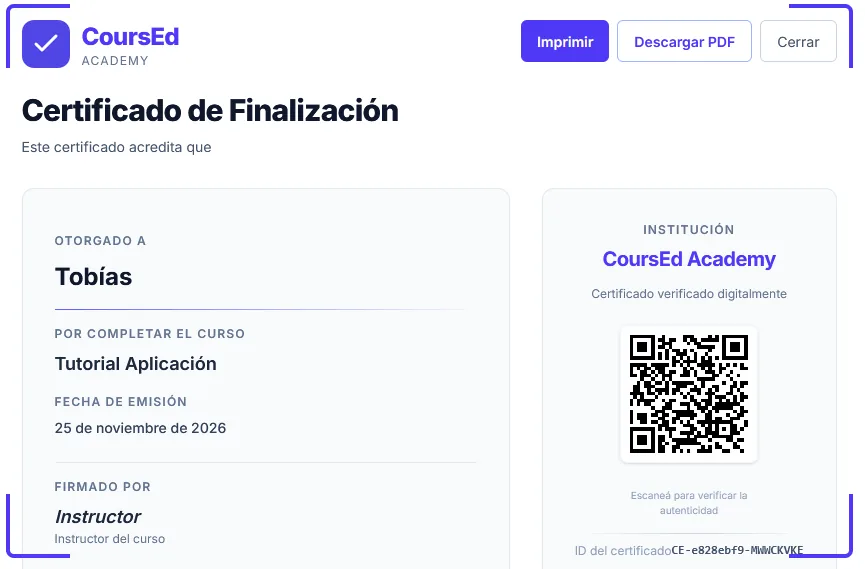 CoursEd
ACADEMY
Imprimir
Descargar PDF
Cerrar
Certificado de Finalización
Este certificado acredita que
OTORGADO A
Tobías
POR COMPLETAR EL CURSO
Tutorial Aplicación
FECHA DE EMISIÓN
25 de noviembre de 2026
FIRMADO POR
Instructor
Instructor del curso
INSTITUCIÓN
CoursEd Academy
Certificado verificado digitalmente
Escaneá para verificar la
autenticidad
ID del certificadoCE-e828ebf9-MWWCKVKE